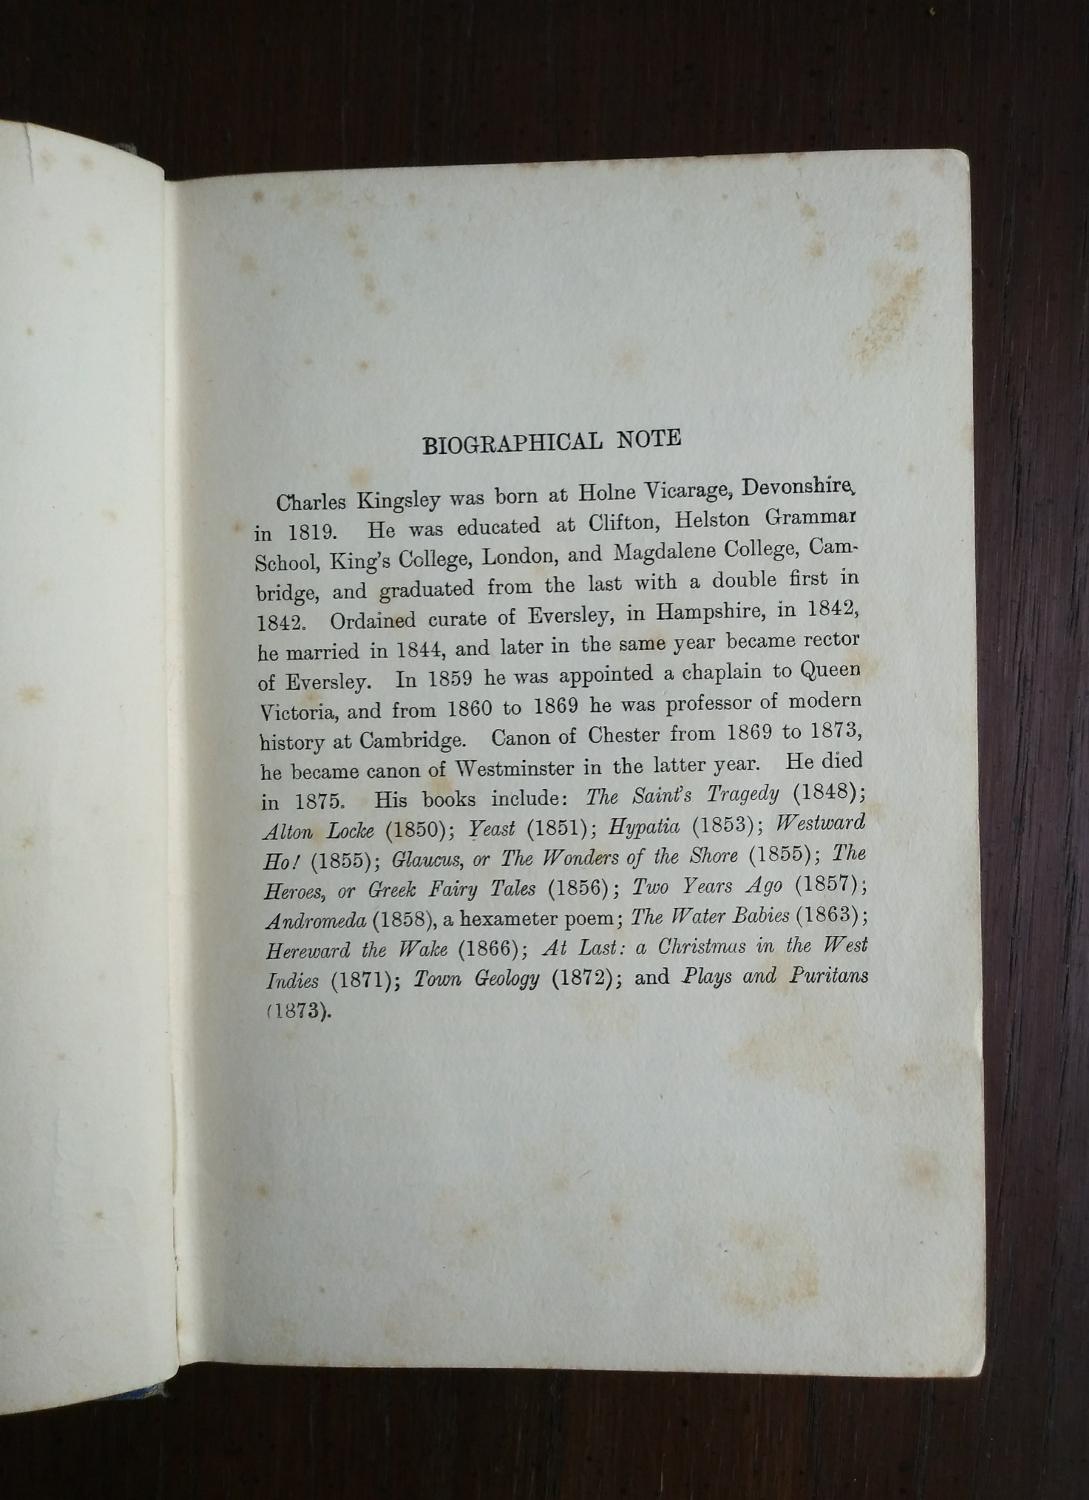 BIOGRAPHICAL NOTE
Charles Kingsley was born at Holne Vicarage, Devonshire,
in 1819. He was educated at Clifton, Helston Grammar
School, King's College, London, and Magdalene College, Cam-
bridge, and graduated from the last with a double first in
1842. Ordained curate of Eversley, in Hampshire, in 1842,
he married in 1844, and later in the same year became rector
of Eversley. In 1859 he was appointed a chaplain to Queen
Victoria, and from 1860 to 1869 he was professor of modern
history at Cambridge. Canon of Chester from 1869 to 1873,
he became canon of Westminster in the latter year. He died
in 1875. His books include: The Saint's Tragedy (1848);
Alton Locke (1850); Yeast (1851); Hypatia (1853); Westward
Ho! (1855); Glaucus, or The Wonders of the Shore (1855); The
Heroes, or Greek Fairy Tales (1856); Two Years Ago (1857);
Andromeda (1858), a hexameter poem; The Water Babies (1863);
Hereward the Wake (1866); At Last: a Christmas in the West
Indies (1871); Town Geology (1872); and Plays and Puritans
(1873).